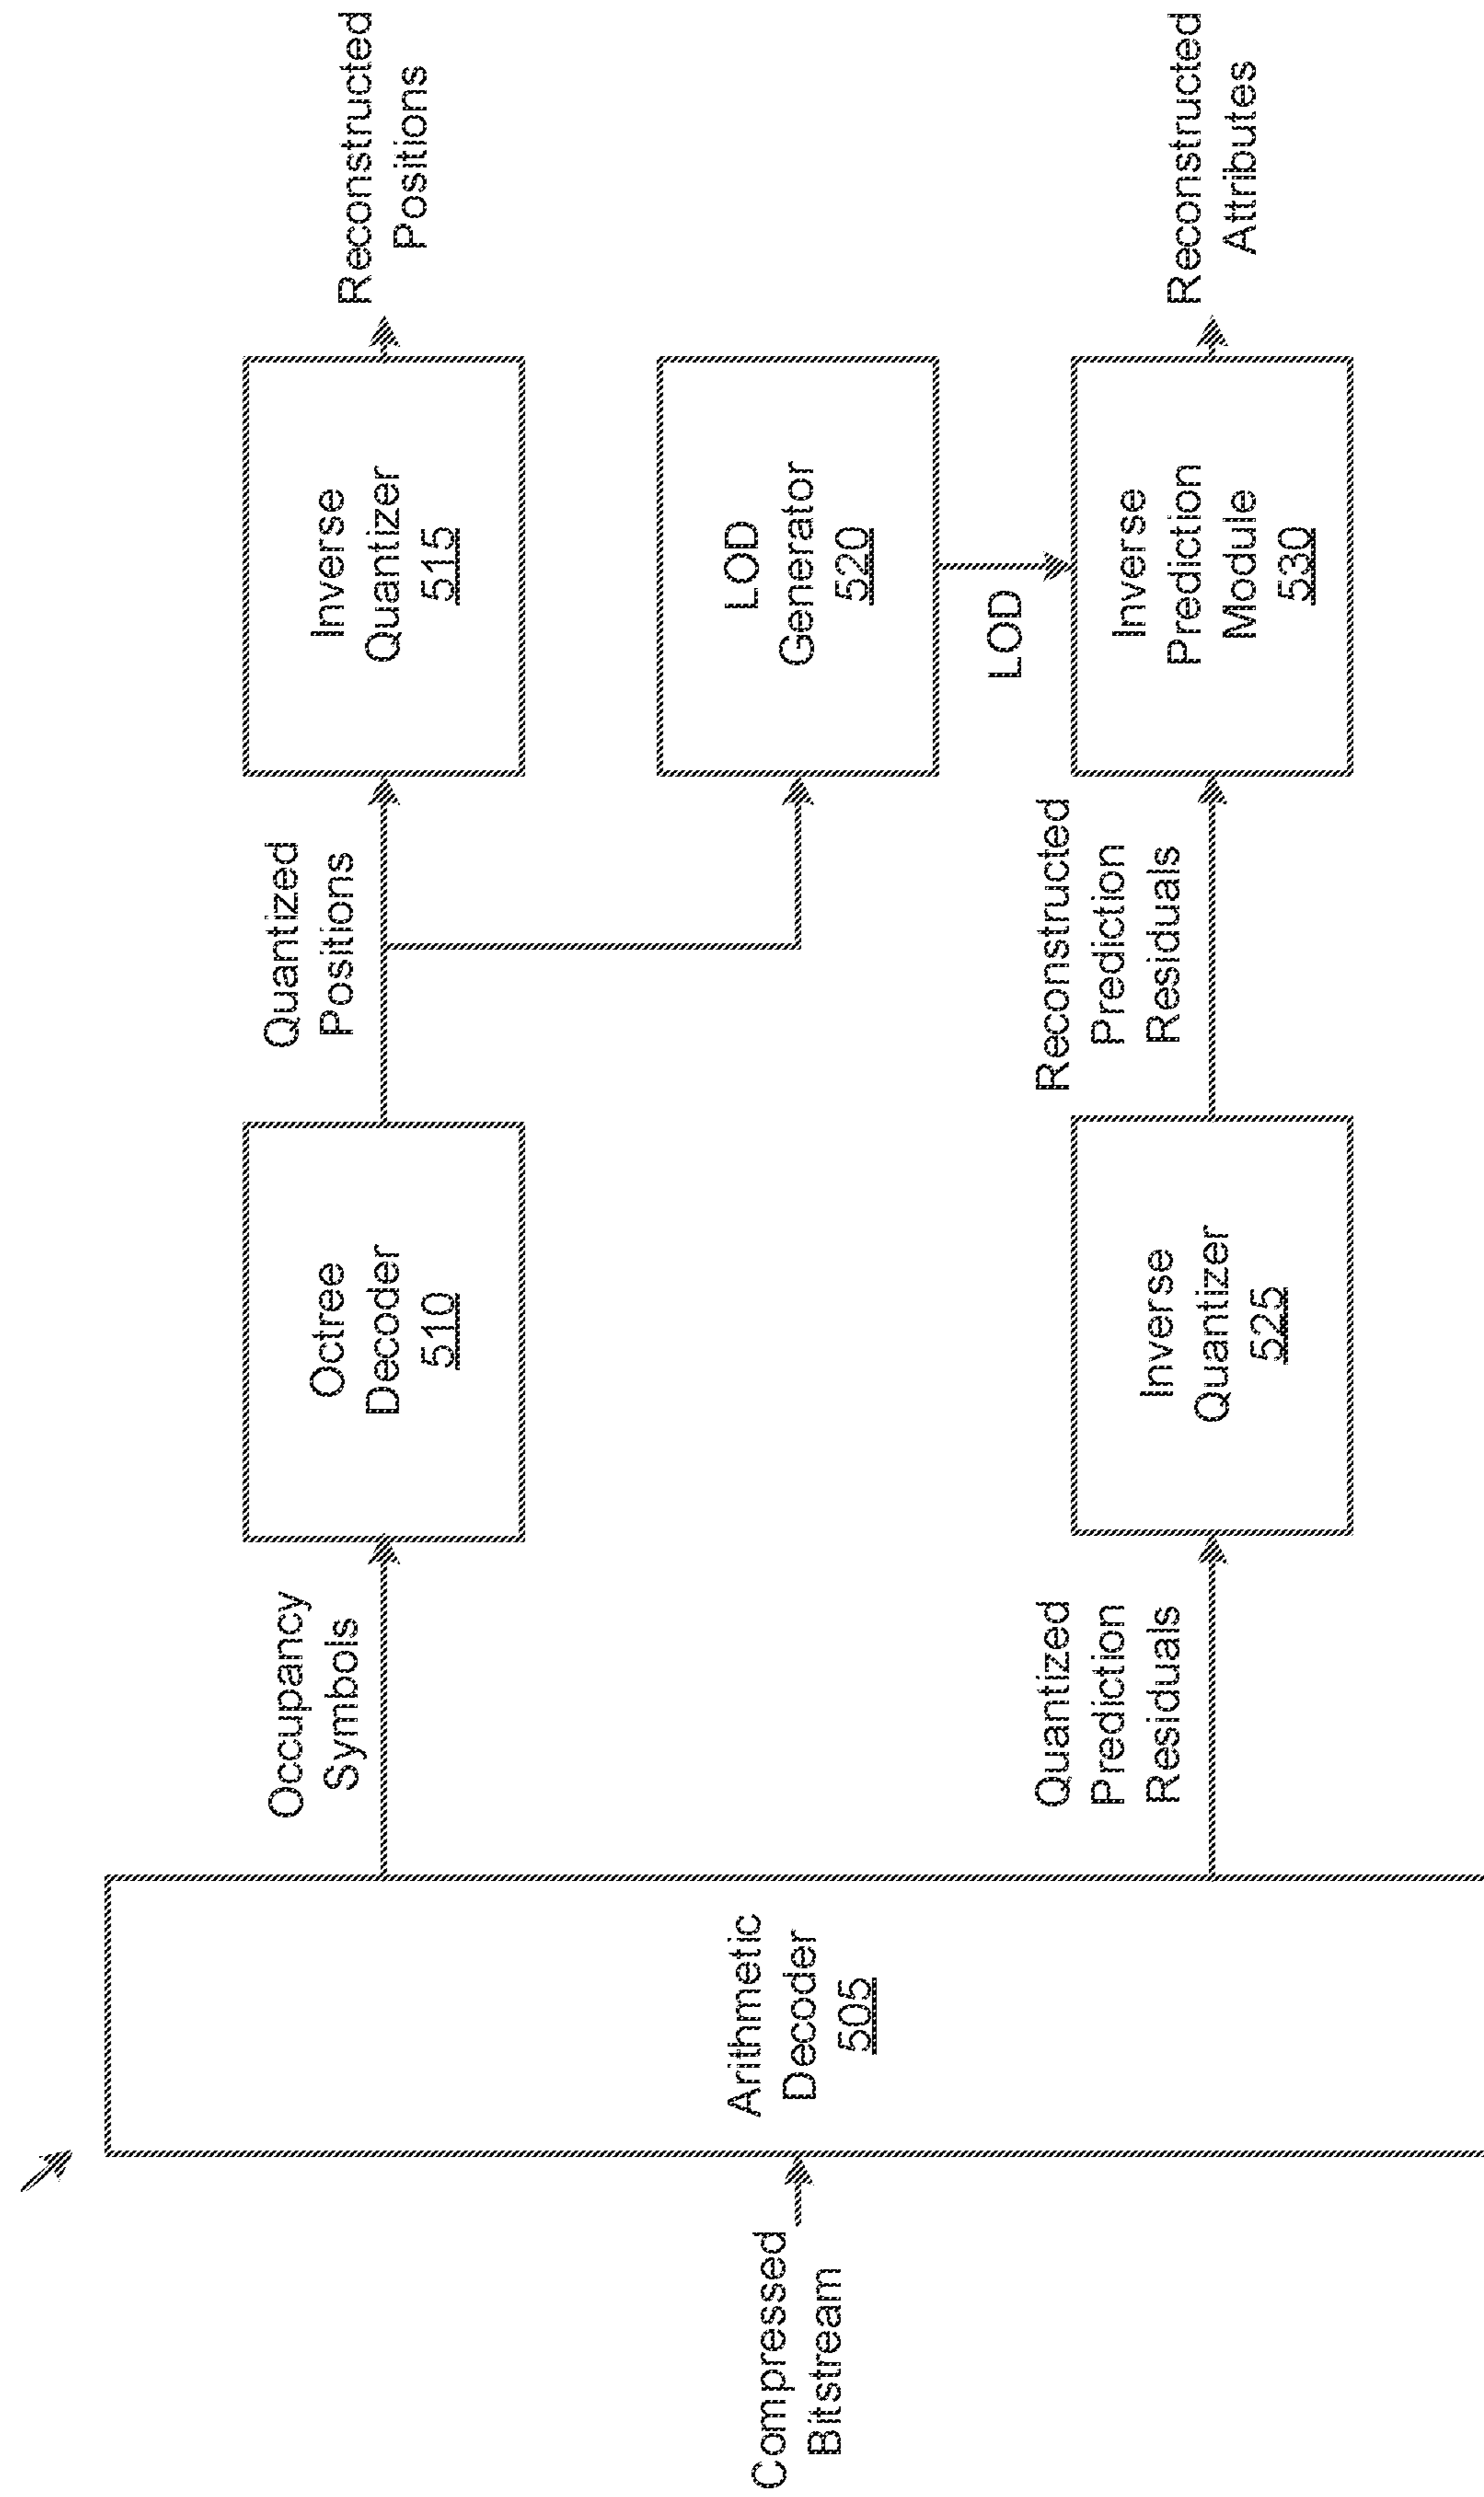 Compressed
Bitstream
Arithmetic
Decoder
505
Occupancy
Symbols
Octree
Decoder
510
Quantized
Positions
Inverse
Quantizer
515
Reconstructed
Positions
LOD
Generator
520
LOD
Quantized
Prediction
Residuals
Inverse
Quantizer
525
Reconstructed
Prediction
Residuals
Inverse
Prediction
Module
530
Reconstructed
Attributes